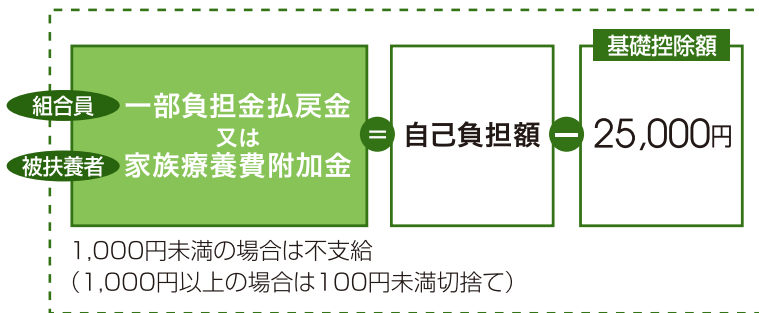 基礎控除額
組合員 一部負担金払戻金
又は
被扶養者 家族療養費附加金
= 自己負担額 − 25,000円
1,000円未満の場合は不支給
（1,000円以上の場合は100円未満切捨て）